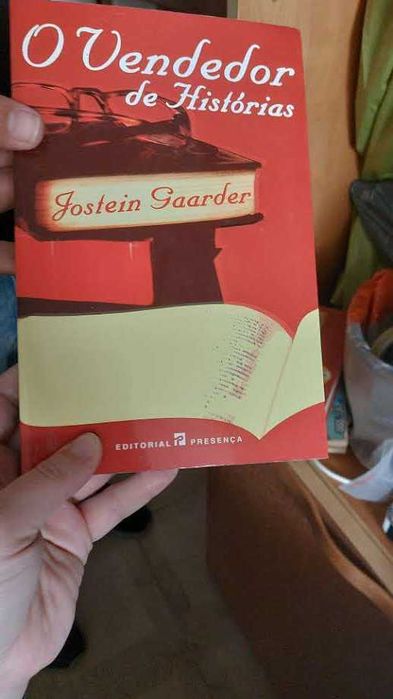 O Vendedor
de Histórias
Jostein Gaarder
EDITORIAL PRESENÇA